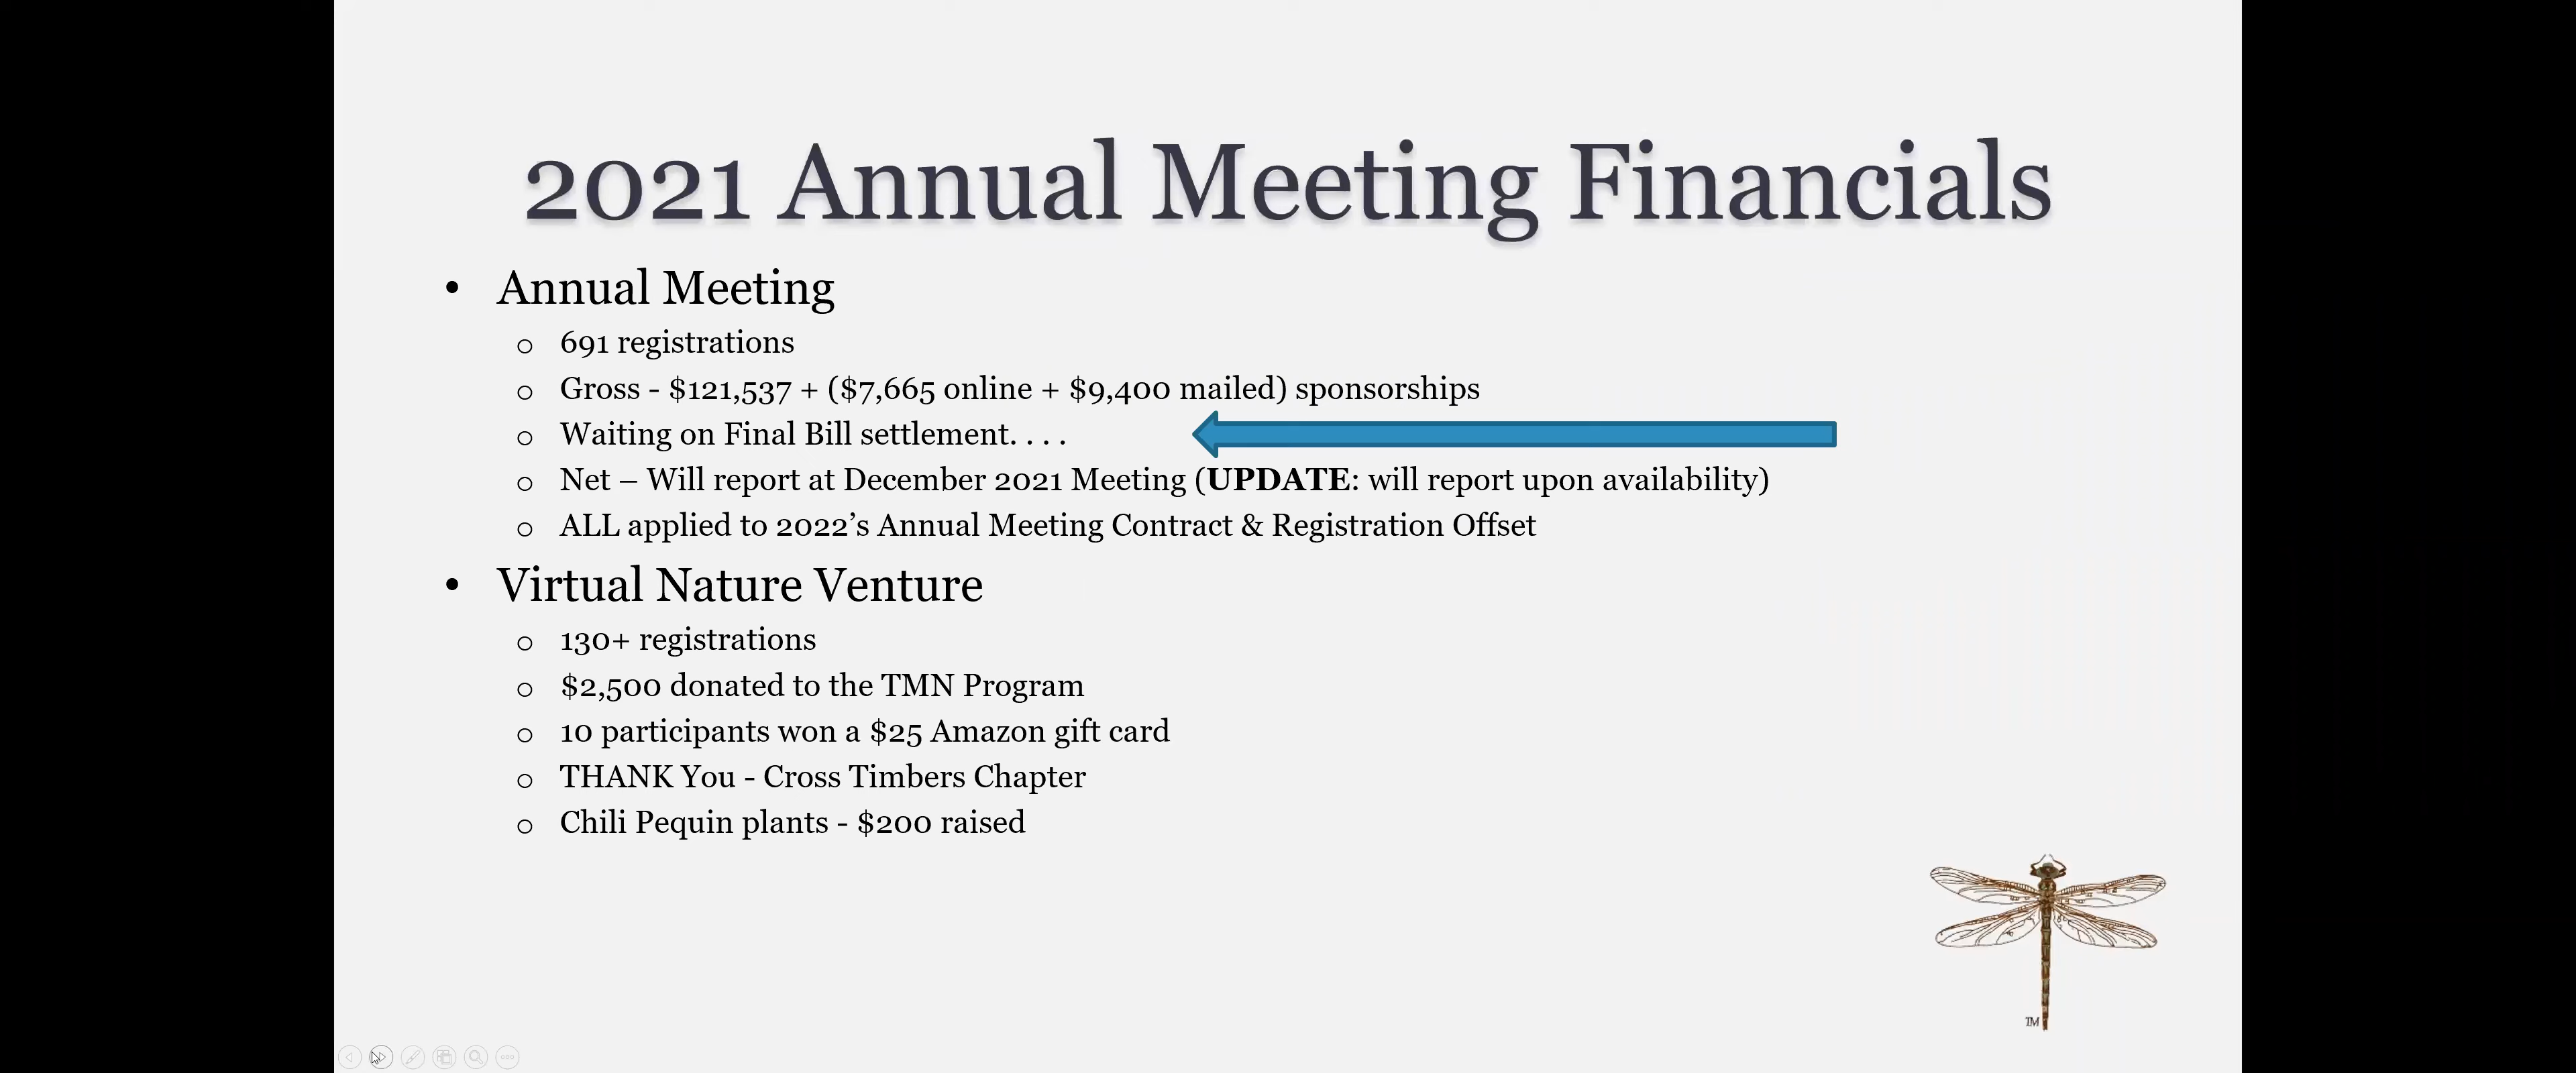 2021 Annual Meeting Financials
• Annual Meeting
o 691 registrations
o Gross - $121,537 + ($7,665 online + $9,400 mailed) sponsorships
o Waiting on Final Bill settlement. . . .
o Net – Will report at December 2021 Meeting (UPDATE: will report upon availability)
o ALL applied to 2022’s Annual Meeting Contract & Registration Offset
• Virtual Nature Venture
o 130+ registrations
o $2,500 donated to the TMN Program
o 10 participants won a $25 Amazon gift card
o THANK You - Cross Timbers Chapter
o Chili Pequin plants - $200 raised
TM